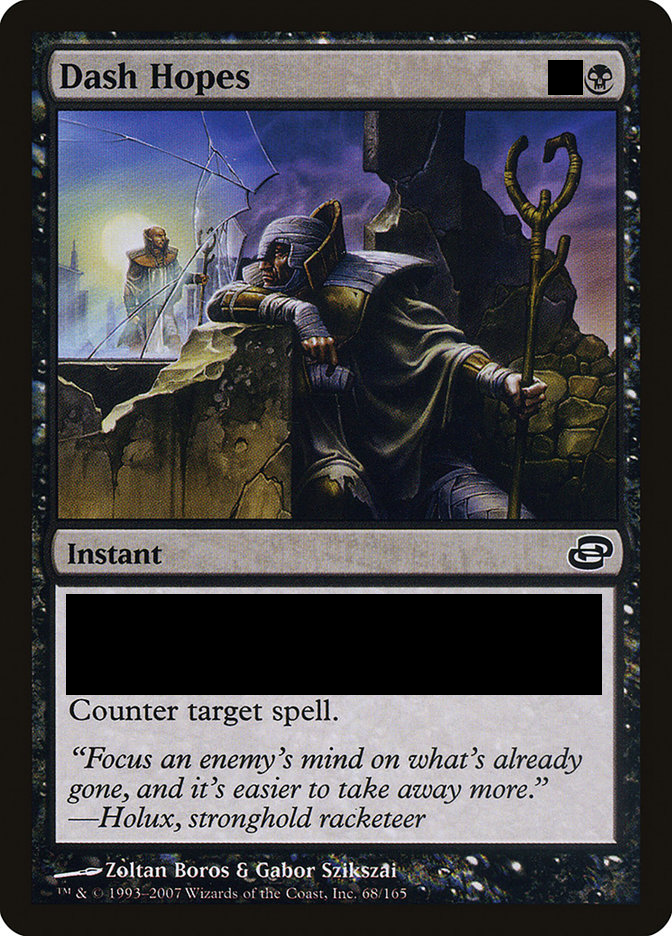 Dash Hopes
Instant
Counter target spell.
“Focus an enemy’s mind on what’s already
gone, and it’s easier to take away more.”
—Holux, stronghold racketeer
Zoltan Boros & Gabor Szikszai
™ & © 1993–2007 Wizards of the Coast, Inc. 68/165